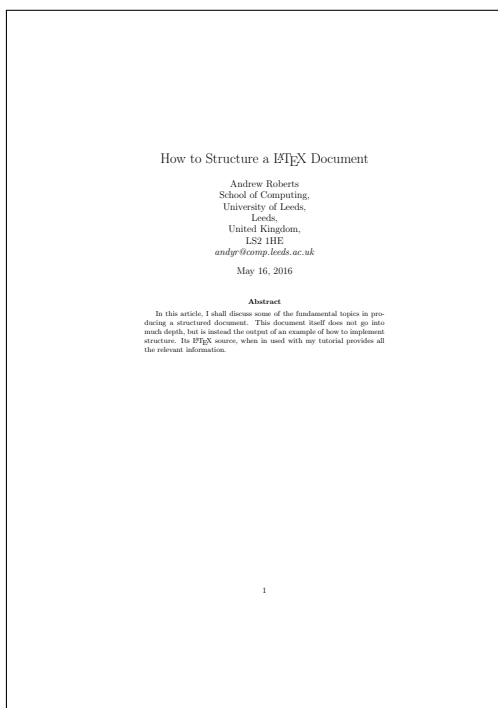 How to Structure a LATEX Document
Andrew Roberts
School of Computing,
University of Leeds,
Leeds,
United Kingdom,
LS2 1HE
andyr@comp.leeds.ac.uk
May 16, 2016
Abstract
In this article, I shall discuss some of the fundamental topics in pro-
ducing a structured document. This document itself does not go into
much depth, but is instead the output of an example of how to implement
structure. Its LATEX source, when in used with my tutorial provides all
the relevant information.
1